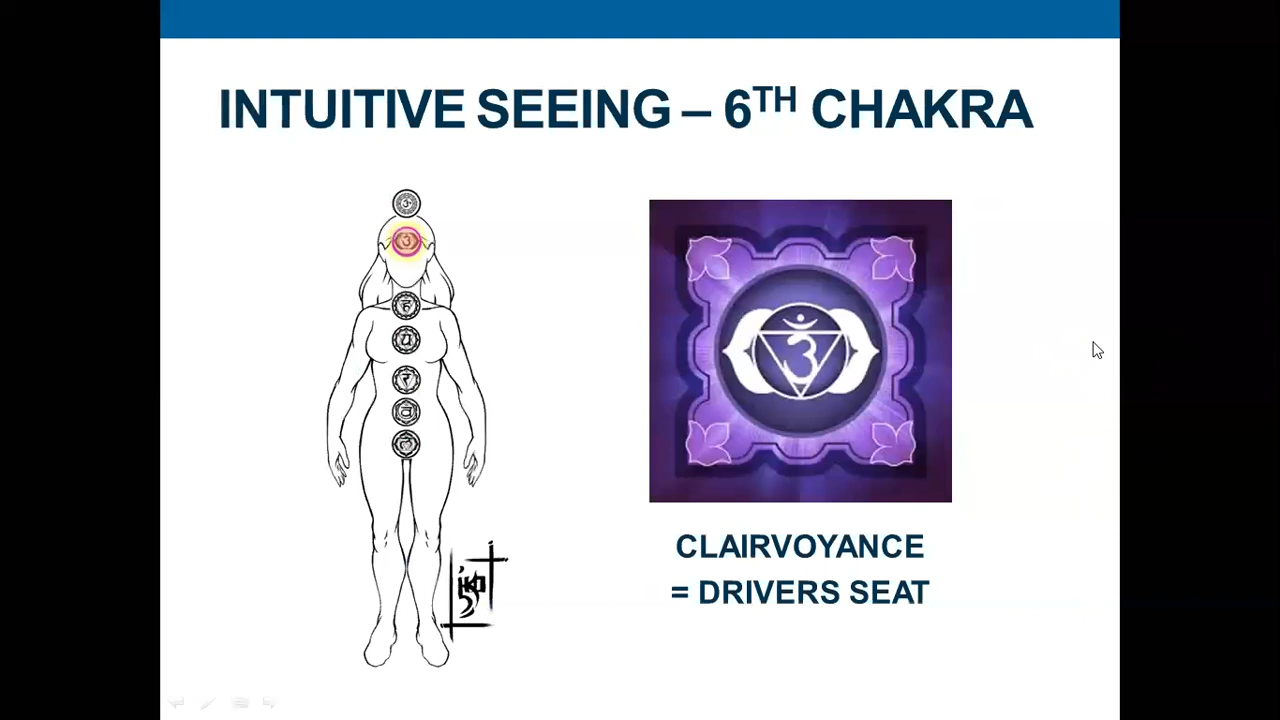 INTUITIVE SEEING – 6TH CHAKRA
ॐ
CLAIRVOYANCE
= DRIVERS SEAT